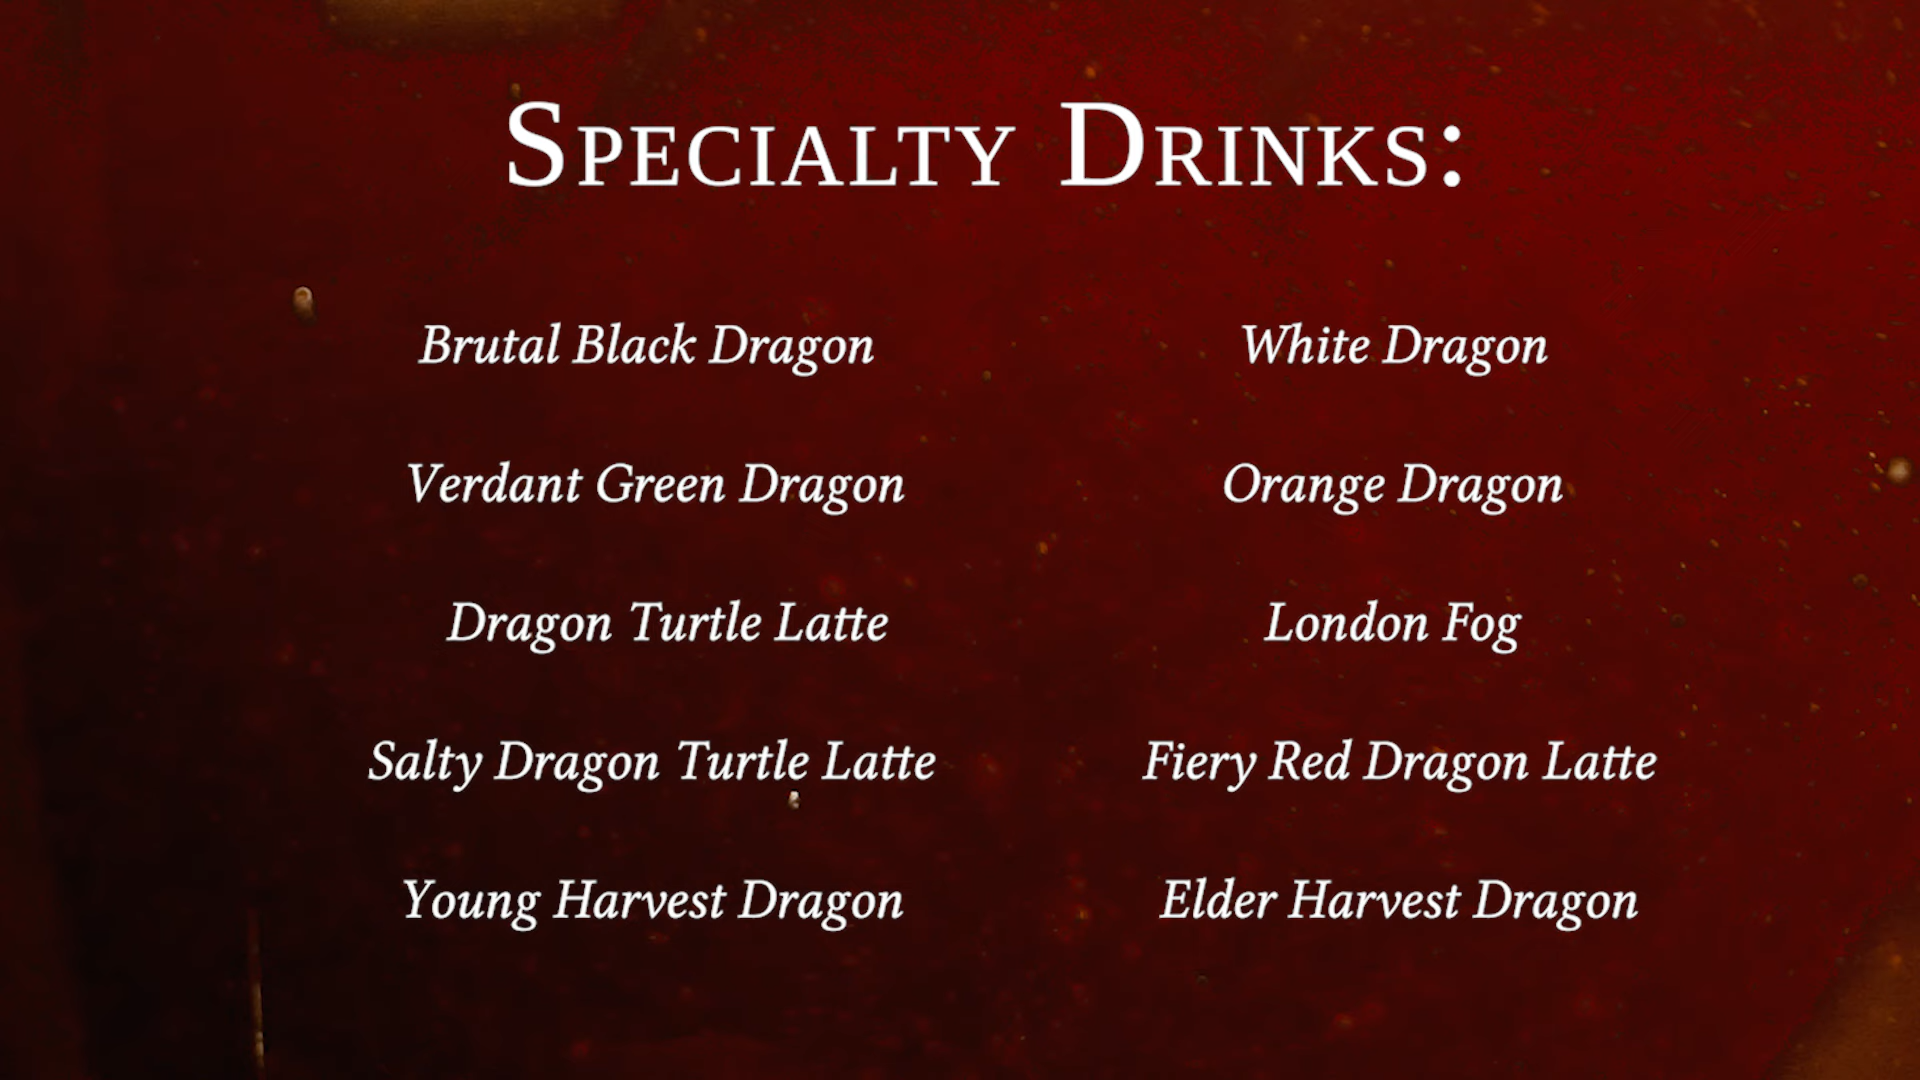 Specialty Drinks:
Brutal Black Dragon
White Dragon
Verdant Green Dragon
Orange Dragon
Dragon Turtle Latte
London Fog
Salty Dragon Turtle Latte
Fiery Red Dragon Latte
Young Harvest Dragon
Elder Harvest Dragon